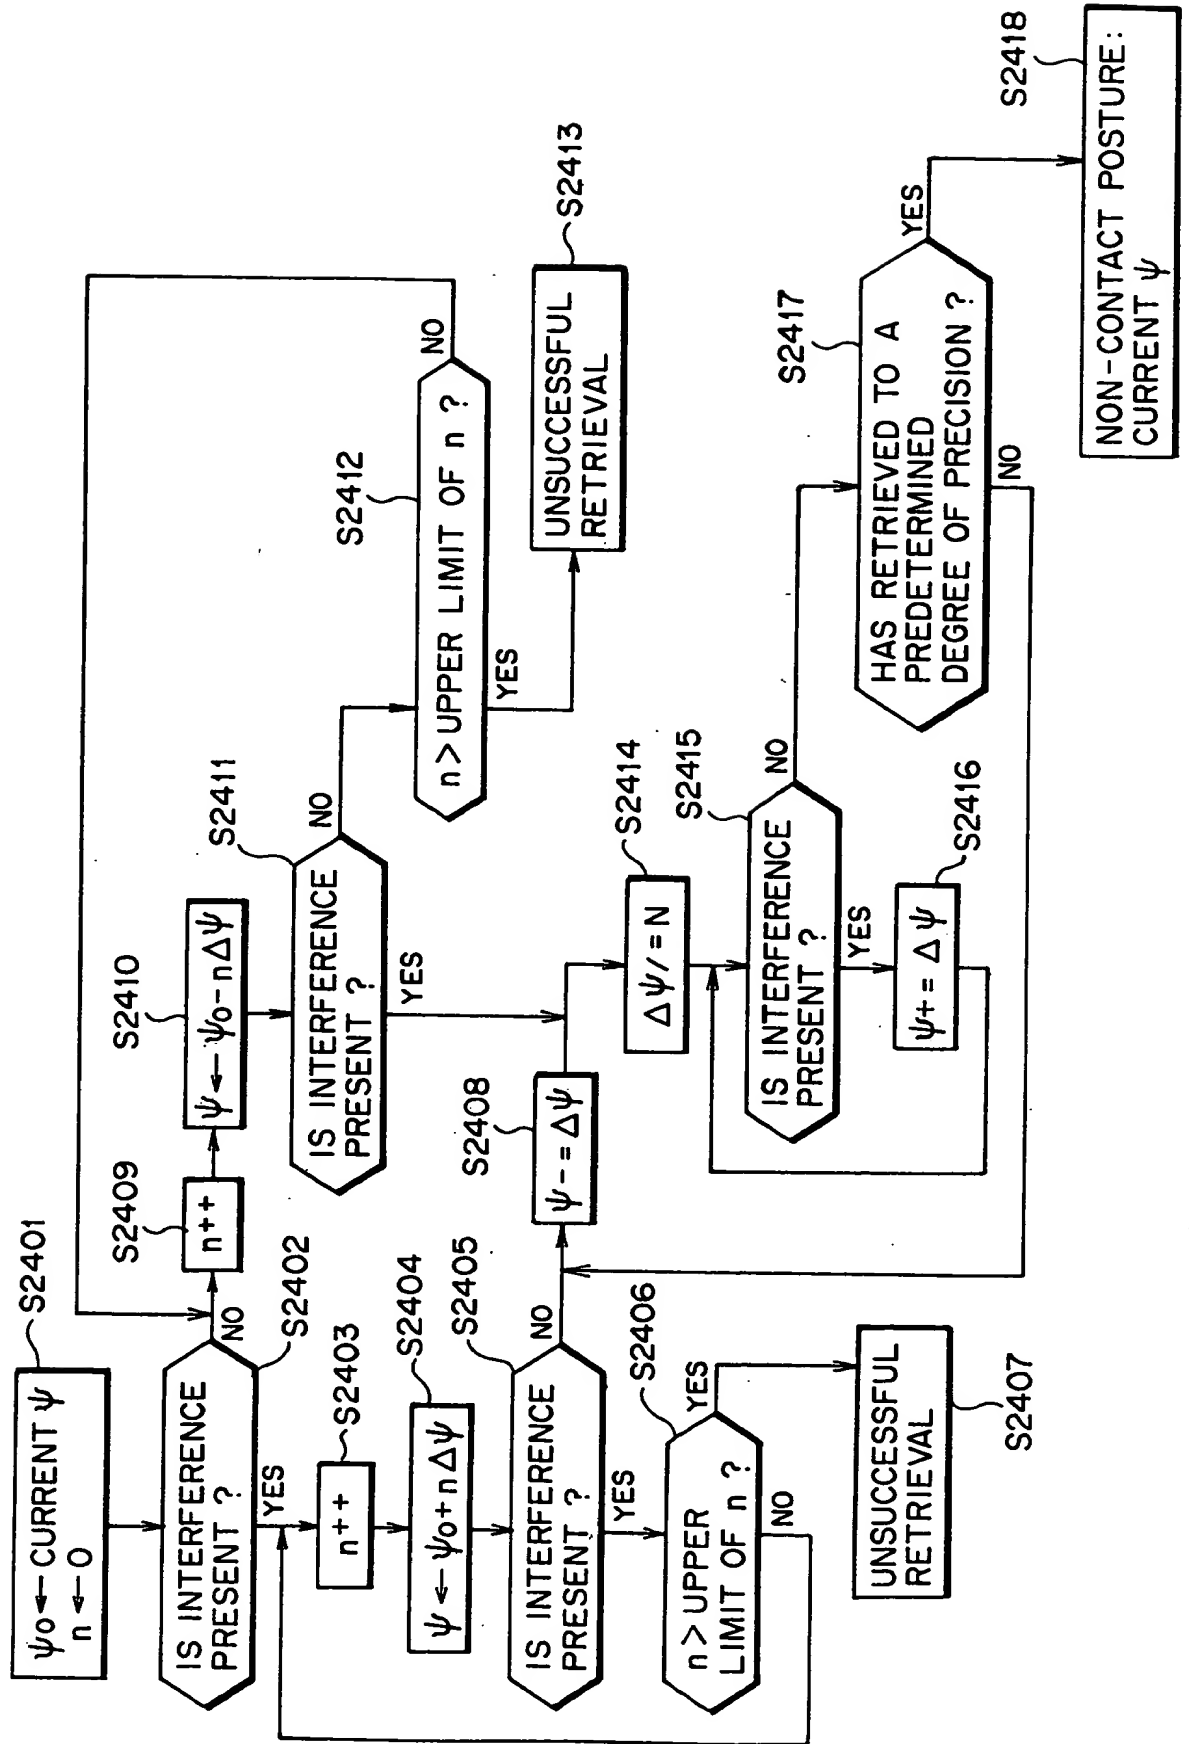 S2401
ψ0 ← CURRENT ψ
n ← 0
S2402
IS INTERFERENCE
PRESENT ?
NO
YES
S2403
n++
S2404
ψ ← ψ0 + nΔψ
S2405
IS INTERFERENCE
PRESENT ?
NO
YES
S2406
n > UPPER
LIMIT OF n ?
YES
NO
S2407
UNSUCCESSFUL
RETRIEVAL
S2408
ψ - = Δψ
S2409
n++
S2410
ψ ← ψ0 - nΔψ
S2411
IS INTERFERENCE
PRESENT ?
NO
YES
S2412
n > UPPER LIMIT OF n ?
NO
YES
S2413
UNSUCCESSFUL
RETRIEVAL
S2414
Δψ/ = N
S2415
IS INTERFERENCE
PRESENT ?
NO
YES
S2416
ψ+ = Δψ
S2417
HAS RETRIEVED TO A
PREDETERMINED
DEGREE OF PRECISION ?
YES
NO
S2418
NON-CONTACT POSTURE:
CURRENT ψ